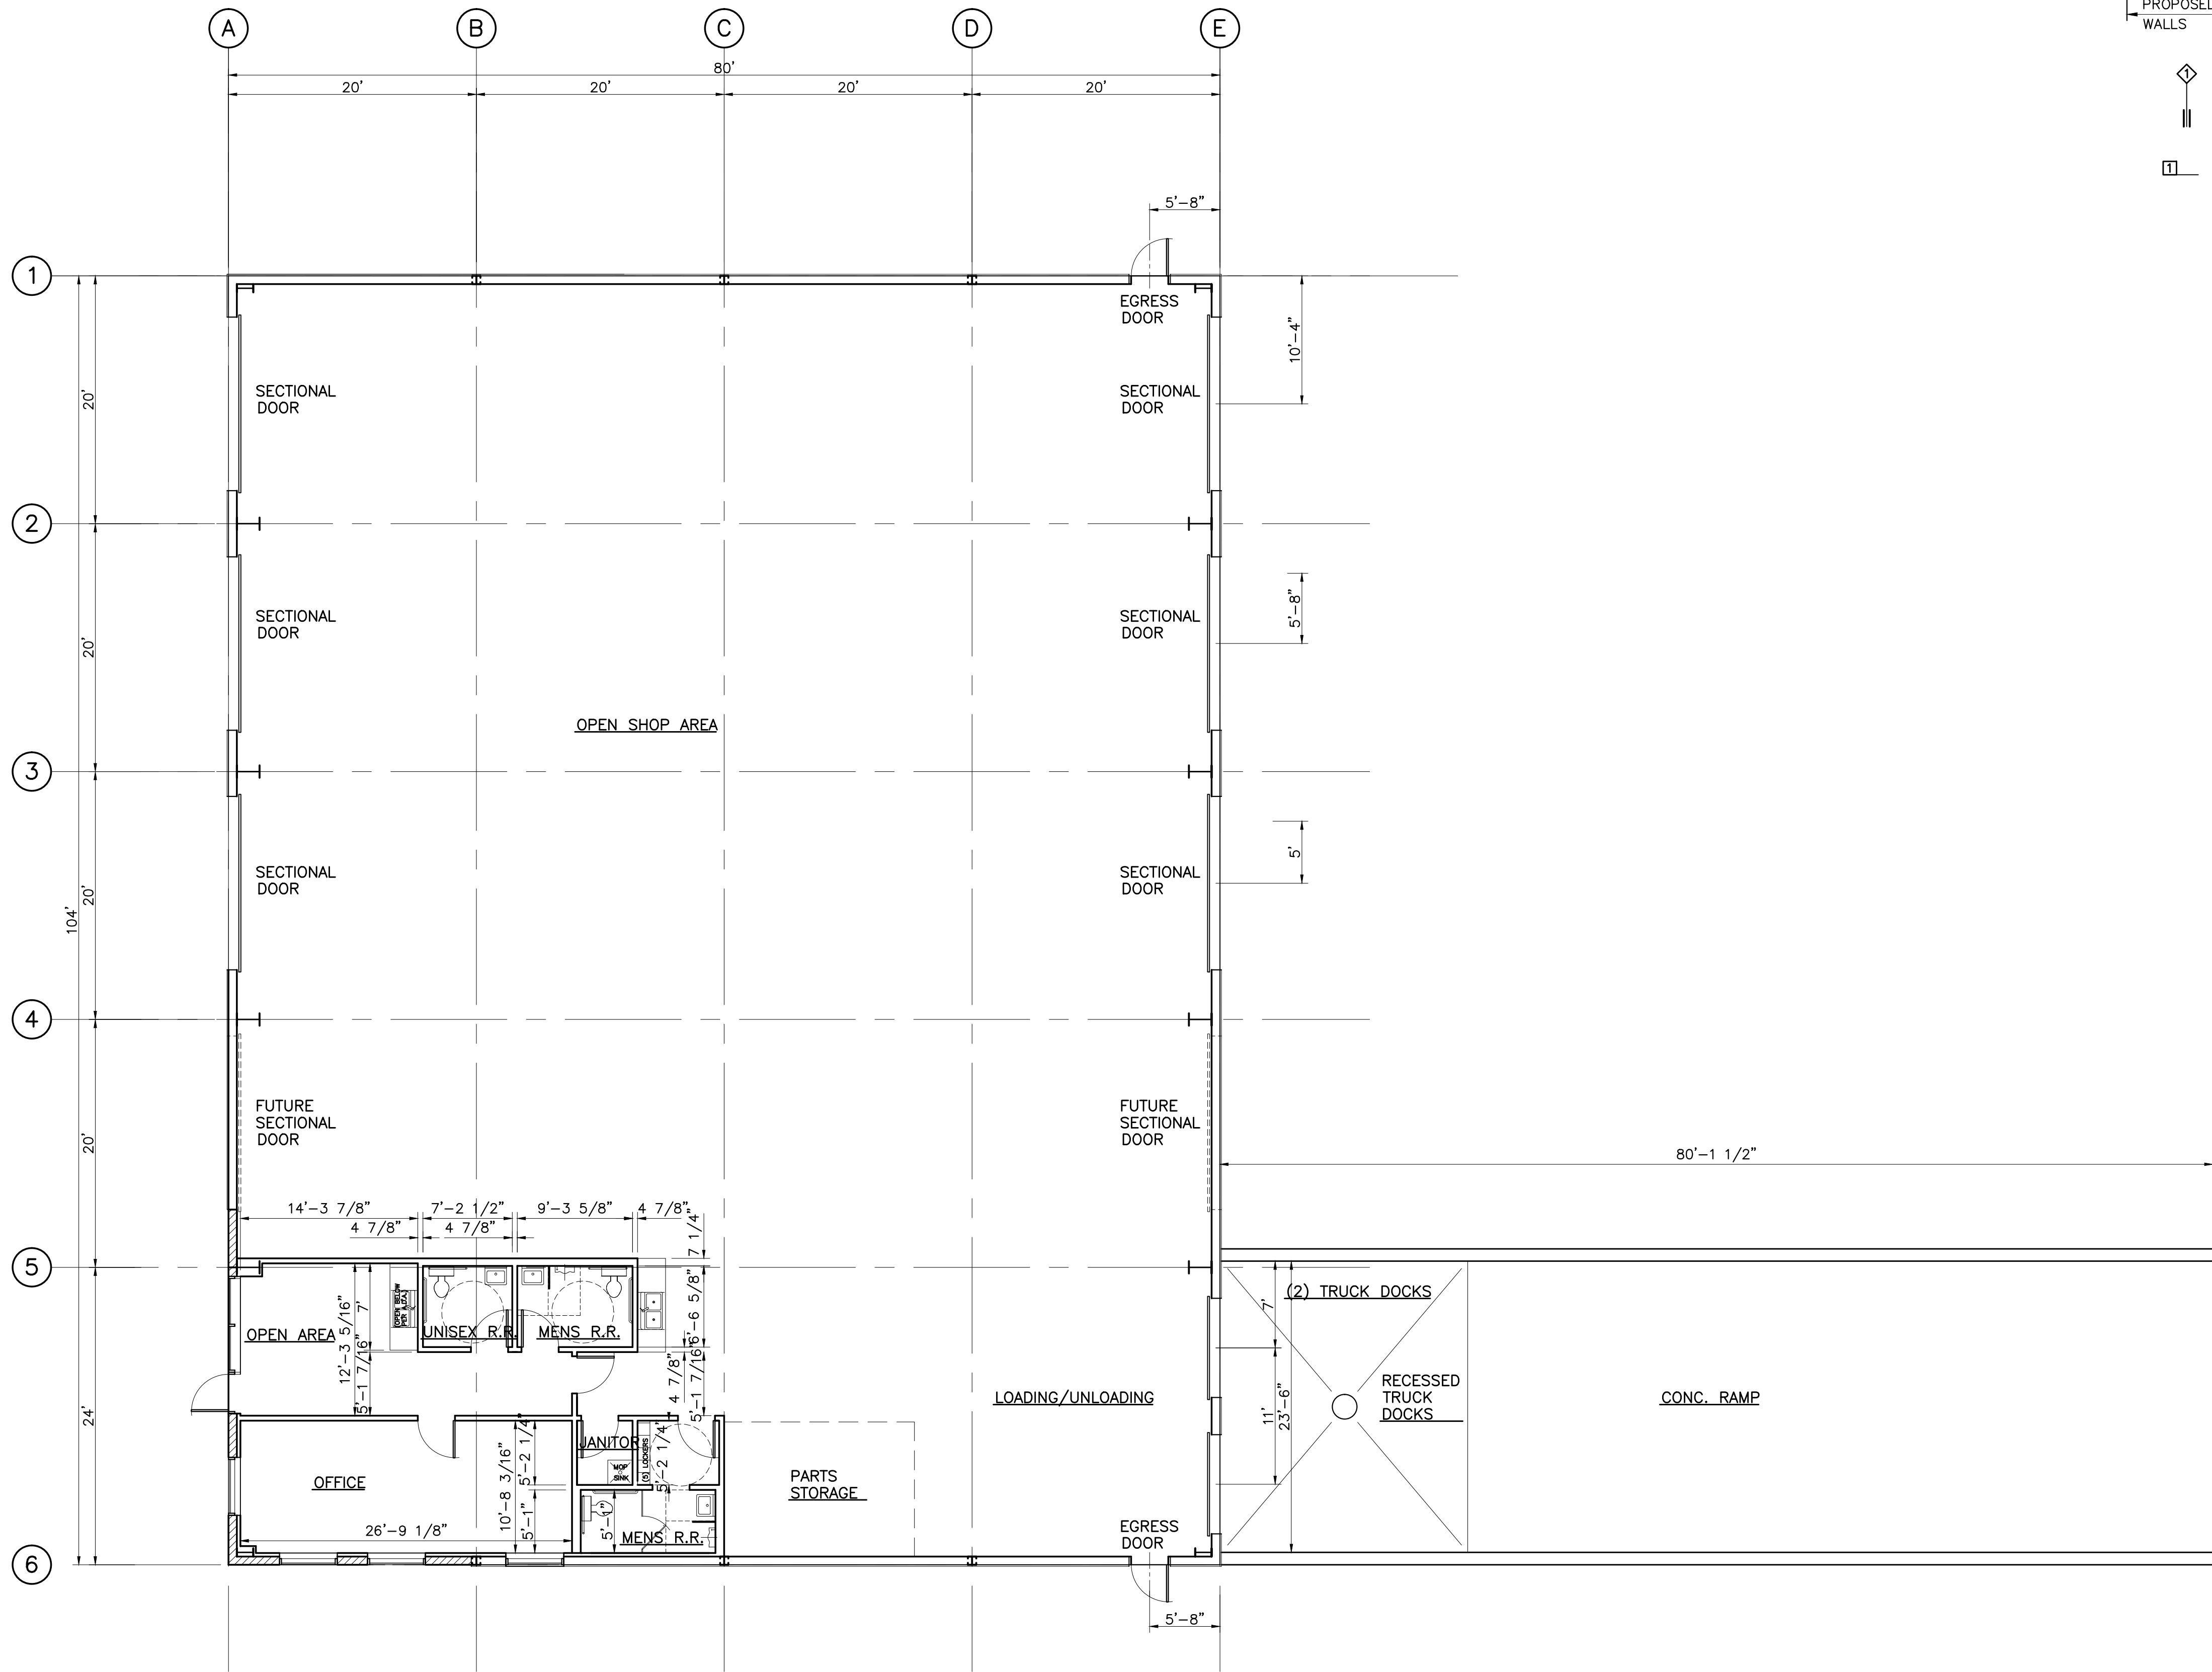 PROPOSED
WALLS
A
B
C
D
E
80'
20'
20'
20'
20'
1
1
5'-8"
1
EGRESS
DOOR
10'-4"
20'
SECTIONAL
DOOR
SECTIONAL
DOOR
2
5'-8"
20'
SECTIONAL
DOOR
SECTIONAL
DOOR
OPEN SHOP AREA
3
5'
20'
104'
SECTIONAL
DOOR
SECTIONAL
DOOR
4
20'
FUTURE
SECTIONAL
DOOR
FUTURE
SECTIONAL
DOOR
80'-1 1/2"
14'-3 7/8"
7'-2 1/2"
9'-3 5/8"
4 7/8"
4 7/8"
4 7/8"
7 1/4"
5
OPEN BELOW
PER A.D.A.
7'
12'-3 5/16"
6'-6 5/8"
7'
(2) TRUCK DOCKS
OPEN AREA
UNISEX R.R.
MENS R.R.
5'-1 7/16"
4 7/8"
5'-1 7/16"
24'
LOADING/UNLOADING
11'
23'-6"
RECESSED
TRUCK
DOCKS
CONC. RAMP
JANITOR
(5) LOCKERS
MOP
SINK
5'-2 1/4"
5'-2 1/4"
10'-8 3/16"
OFFICE
PARTS
STORAGE
26'-9 1/8"
5'-1"
5'-1"
MENS R.R.
EGRESS
DOOR
6
5'-8"